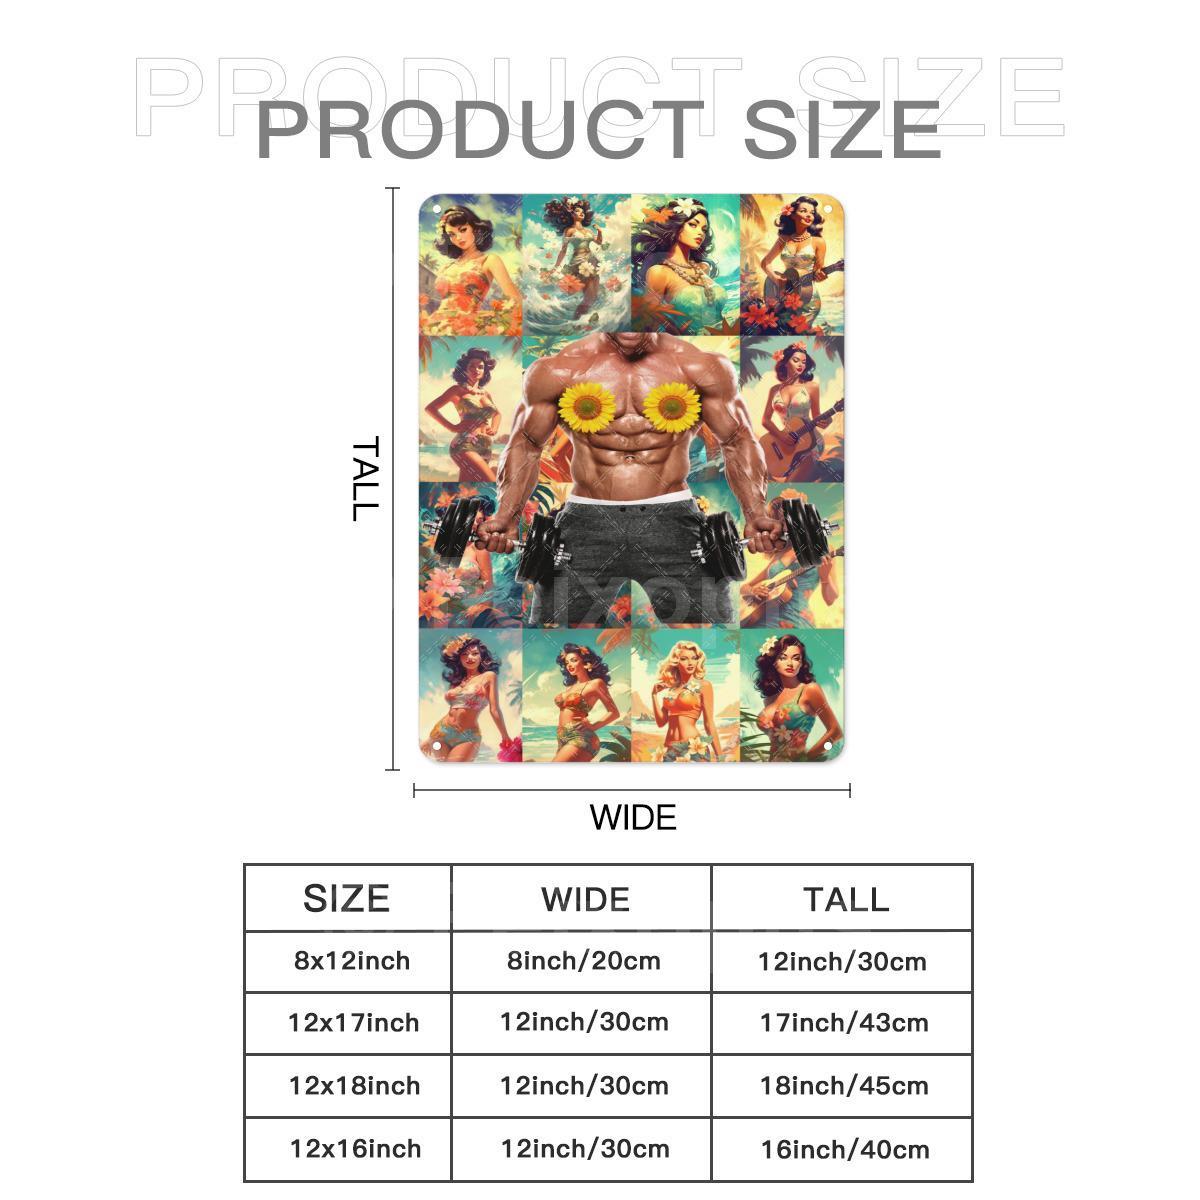 PRODUCT SIZE
PRODUCT SIZE
TALL
WIDE
SIZE WIDE TALL
8x12inch 8inch/20cm 12inch/30cm
12x17inch 12inch/30cm 17inch/43cm
12x18inch 12inch/30cm 18inch/45cm
12x16inch 12inch/30cm 16inch/40cm